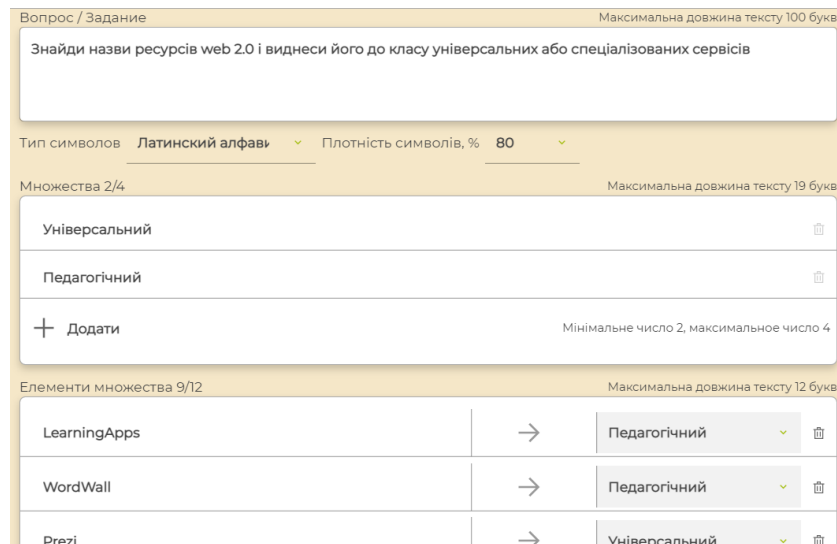 Вопрос / Задание Максимальна довжина тексту 100 букв
Знайди назви ресурсів web 2.0 і виднеси його до класу універсальних або спеціалізованих сервісів
Тип символов Латинский алфави Плотність символів, % 80
Множества 2/4 Максимальна довжина тексту 19 букв
Універсальний
Педагогічний
Додати Мінімальне число 2, максимальное число 4
Елементи множества 9/12 Максимальна довжина тексту 12 букв
LearningApps Педагогічний
WordWall Педагогічний
Prezi Універсальний